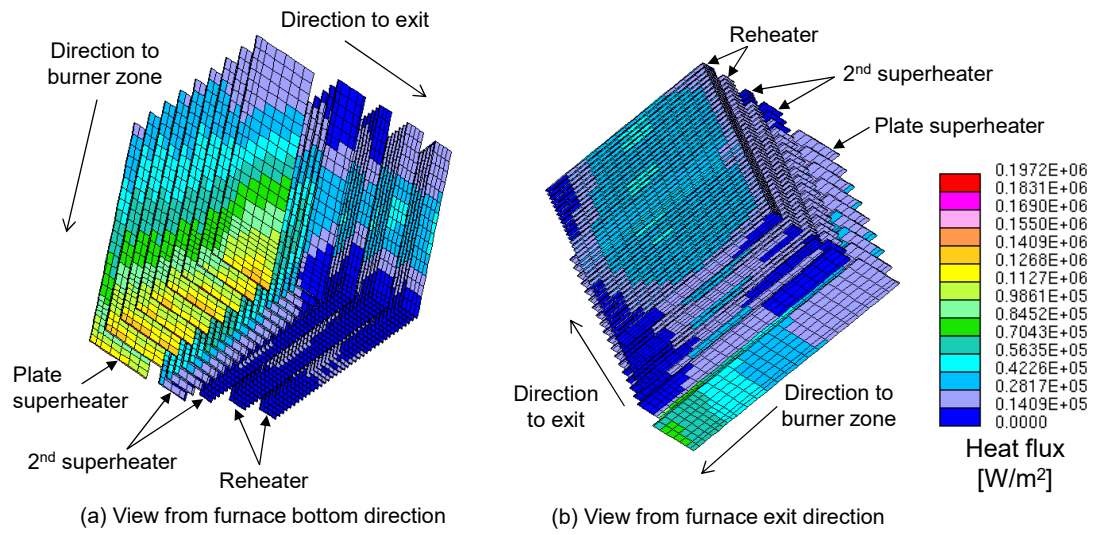 Direction to exit
Direction to
burner zone
Plate
superheater
2nd superheater
Reheater
(a) View from furnace bottom direction
Reheater
2nd superheater
Plate superheater
Direction
to exit
Direction to
burner zone
(b) View from furnace exit direction
0.1972E+06
0.1831E+06
0.1690E+06
0.1550E+06
0.1409E+06
0.1268E+06
0.1127E+06
0.9861E+05
0.8452E+05
0.7043E+05
0.5635E+05
0.4226E+05
0.2817E+05
0.1409E+05
0.0000
Heat flux
[W/m²]